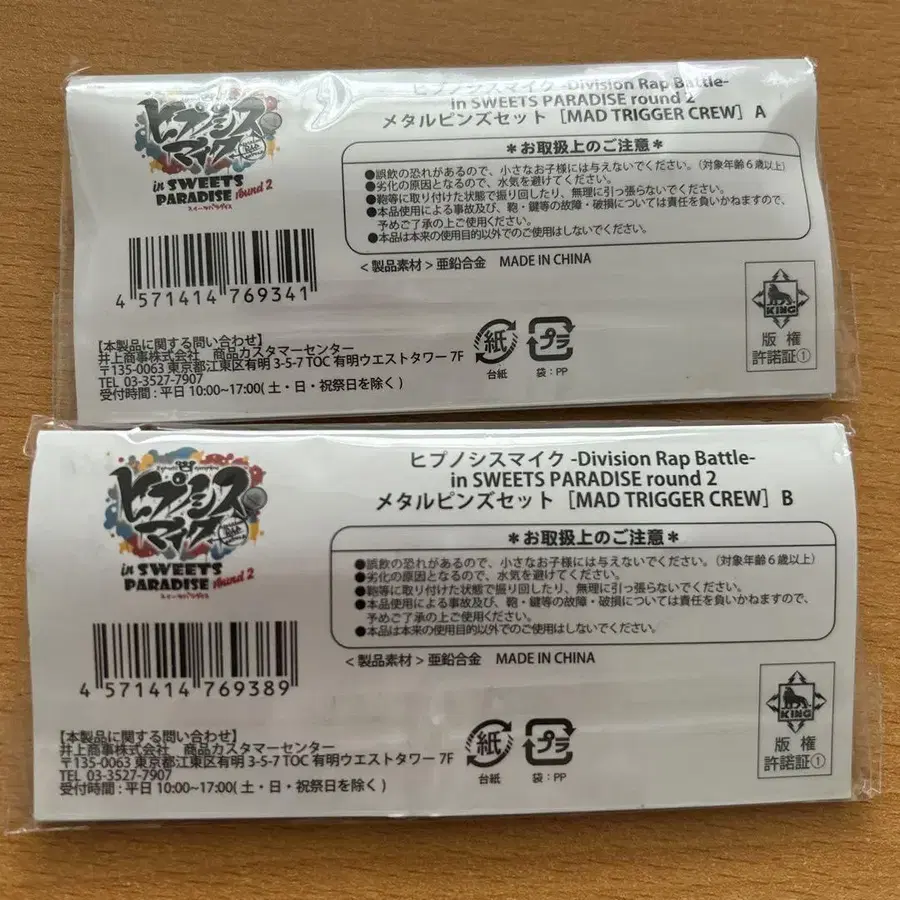 ヒプノシスマイク -Division Rap Battle-
in SWEETS PARADISE round 2
メタルピンズセット [MAD TRIGGER CREW] A
ヒプノシス
マイク
in SWEETS
PARADISE round 2
スイーツパラダイス
*お取扱上のご注意*
●誤飲の恐れがあるので、小さなお子様には与えないでください。(対象年齢6歳以上)
●劣化の原因となるので、水気を避けてください。
●鞄等に取り付けた状態で振り回したり、無理に引っ張らないでください。
●本品使用による事故及び、鞄・鍵等の故障・破損については責任を負いかねますので、
予めご了承の上ご使用ください。
●本品は本来の使用目的以外でのご使用はしないでください。
<製品素材>亜鉛合金 MADE IN CHINA
4 571414 769341
KING
版権
許諾証①
【本製品に関する問い合わせ】
井上商事株式会社 商品カスタマーセンター
〒135-0063 東京都江東区有明 3-5-7 TOC 有明ウエストタワー 7F
TEL 03-3527-7907
受付時間:平日 10:00~17:00(土・日・祝祭日を除く)
紙
台紙
プラ
袋:PP
ヒプノシスマイク -Division Rap Battle-
in SWEETS PARADISE round 2
メタルピンズセット [MAD TRIGGER CREW] B
ヒプノシス
マイク
in SWEETS
PARADISE round 2
スイーツパラダイス
*お取扱上のご注意*
●誤飲の恐れがあるので、小さなお子様には与えないでください。(対象年齢6歳以上)
●劣化の原因となるので、水気を避けてください。
●鞄等に取り付けた状態で振り回したり、無理に引っ張らないでください。
●本品使用による事故及び、鞄・鍵等の故障・破損については責任を負いかねますので、
予めご了承の上ご使用ください。
●本品は本来の使用目的以外でのご使用はしないでください。
<製品素材>亜鉛合金 MADE IN CHINA
4 571414 769389
KING
版権
許諾証①
【本製品に関する問い合わせ】
井上商事株式会社 商品カスタマーセンター
〒135-0063 東京都江東区有明 3-5-7 TOC 有明ウエストタワー 7F
TEL 03-3527-7907
受付時間:平日 10:00~17:00(土・日・祝祭日を除く)
紙
台紙
プラ
袋:PP